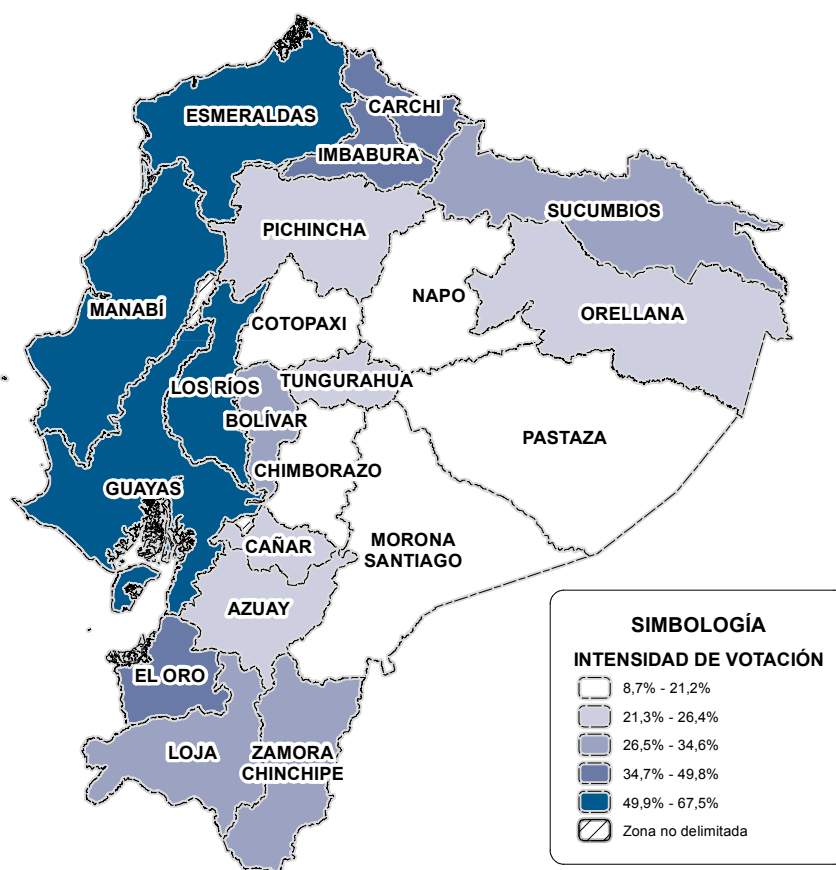 ESMERALDAS
CARCHI
IMBABURA
SUCUMBIOS
PICHINCHA
NAPO
ORELLANA
MANABÍ
COTOPAXI
LOS RÍOS
TUNGURAHUA
BOLÍVAR
PASTAZA
CHIMBORAZO
GUAYAS
MORONA
SANTIAGO
CAÑAR
AZUAY
EL ORO
LOJA
ZAMORA
CHINCHIPE
SIMBOLOGÍA
INTENSIDAD DE VOTACIÓN
8,7% - 21,2%
21,3% - 26,4%
26,5% - 34,6%
34,7% - 49,8%
49,9% - 67,5%
Zona no delimitada